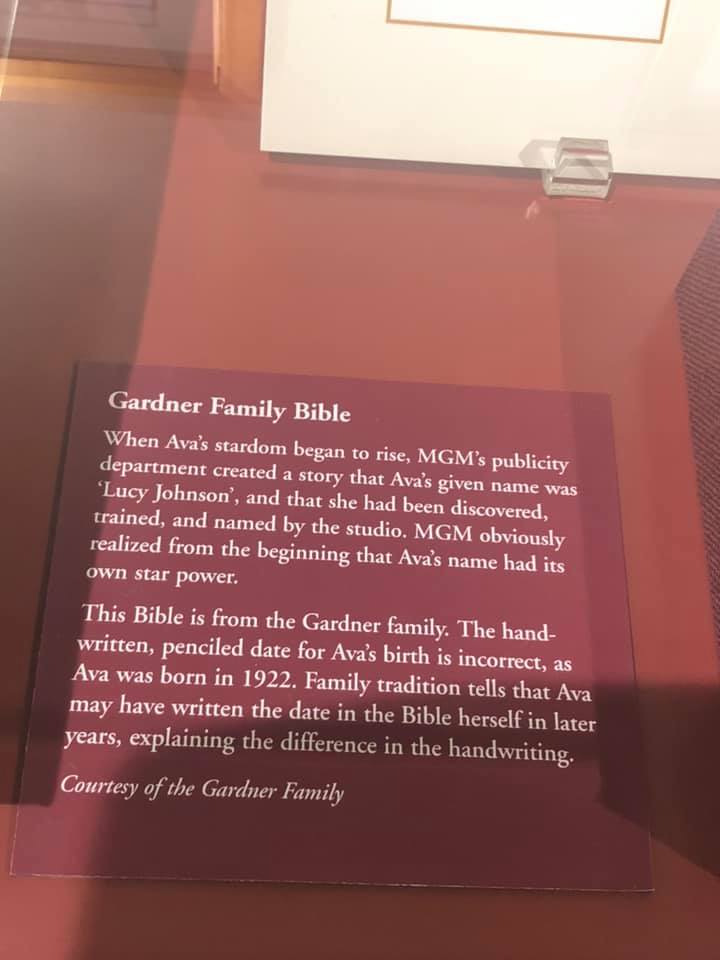 Gardner Family Bible
When Ava's stardom began to rise, MGM's publicity
department created a story that Ava's given name was
'Lucy Johnson', and that she had been discovered,
trained, and named by the studio. MGM obviously
realized from the beginning that Ava's name had its
own star power.
This Bible is from the Gardner family. The hand-
written, penciled date for Ava's birth is incorrect, as
Ava was born in 1922. Family tradition tells that Ava
may have written the date in the Bible herself in later
years, explaining the difference in the handwriting.
Courtesy of the Gardner Family